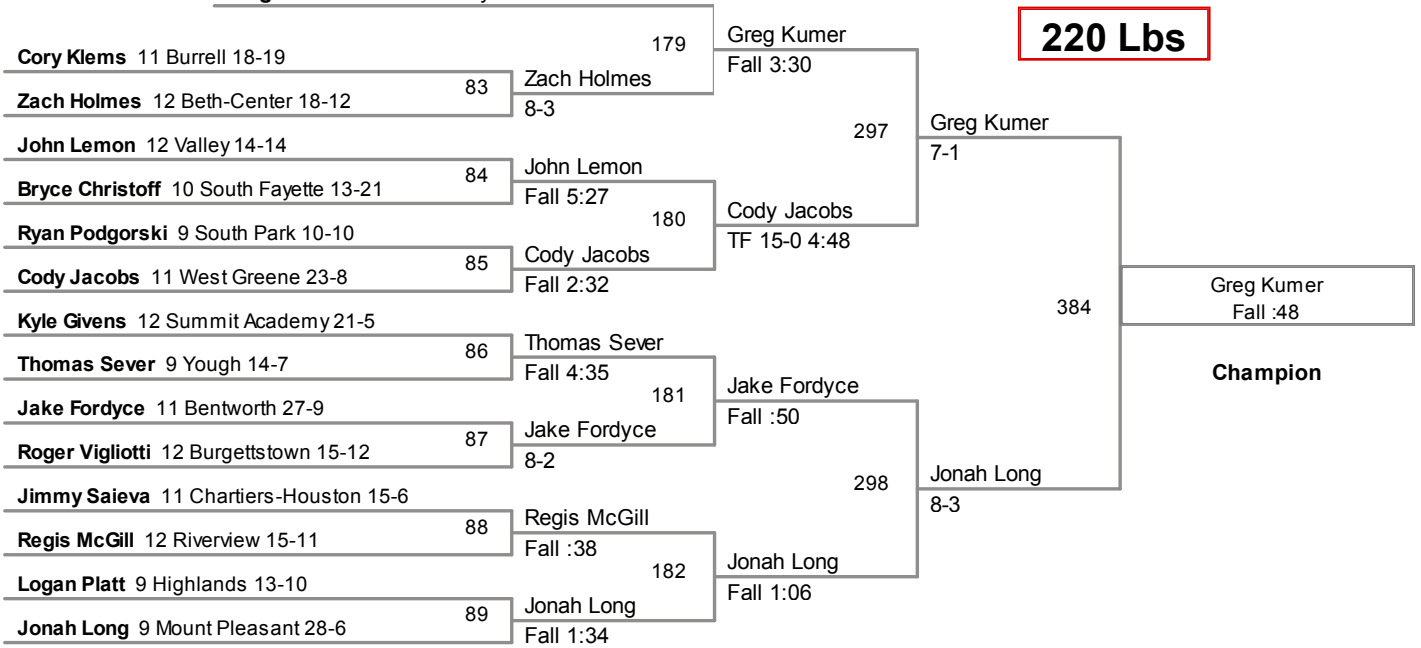 220 Lbs
Cory Klems 11 Burrell 18-19
Zach Holmes 12 Beth-Center 18-12
John Lemon 12 Valley 14-14
Bryce Christoff 10 South Fayette 13-21
Ryan Podgorski 9 South Park 10-10
Cody Jacobs 11 West Greene 23-8
Kyle Givens 12 Summit Academy 21-5
Thomas Sever 9 Yough 14-7
Jake Fordyce 11 Bentworth 27-9
Roger Vigliotti 12 Burgettstown 15-12
Jimmy Saieva 11 Chartiers-Houston 15-6
Regis McGill 12 Riverview 15-11
Logan Platt 9 Highlands 13-10
Jonah Long 9 Mount Pleasant 28-6
83
84
85
86
87
88
89
Zach Holmes
8-3
John Lemon
Fall 5:27
Cody Jacobs
Fall 2:32
Thomas Sever
Fall 4:35
Jake Fordyce
8-2
Regis McGill
Fall :38
Jonah Long
Fall 1:34
179
180
181
182
Greg Kumer
Fall 3:30
Cody Jacobs
TF 15-0 4:48
Jake Fordyce
Fall :50
Jonah Long
Fall 1:06
297
298
Greg Kumer
7-1
Jonah Long
8-3
384
Greg Kumer
Fall :48
Champion